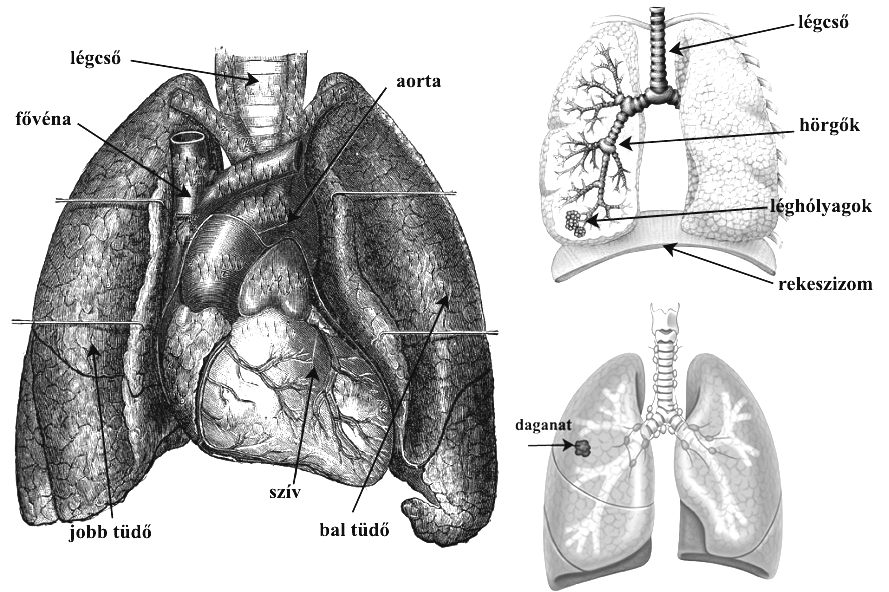 légcső
aorta
fővéna
jobb tüdő
szív
bal tüdő
légcső
hörgők
léghólyagok
rekeszizom
daganat